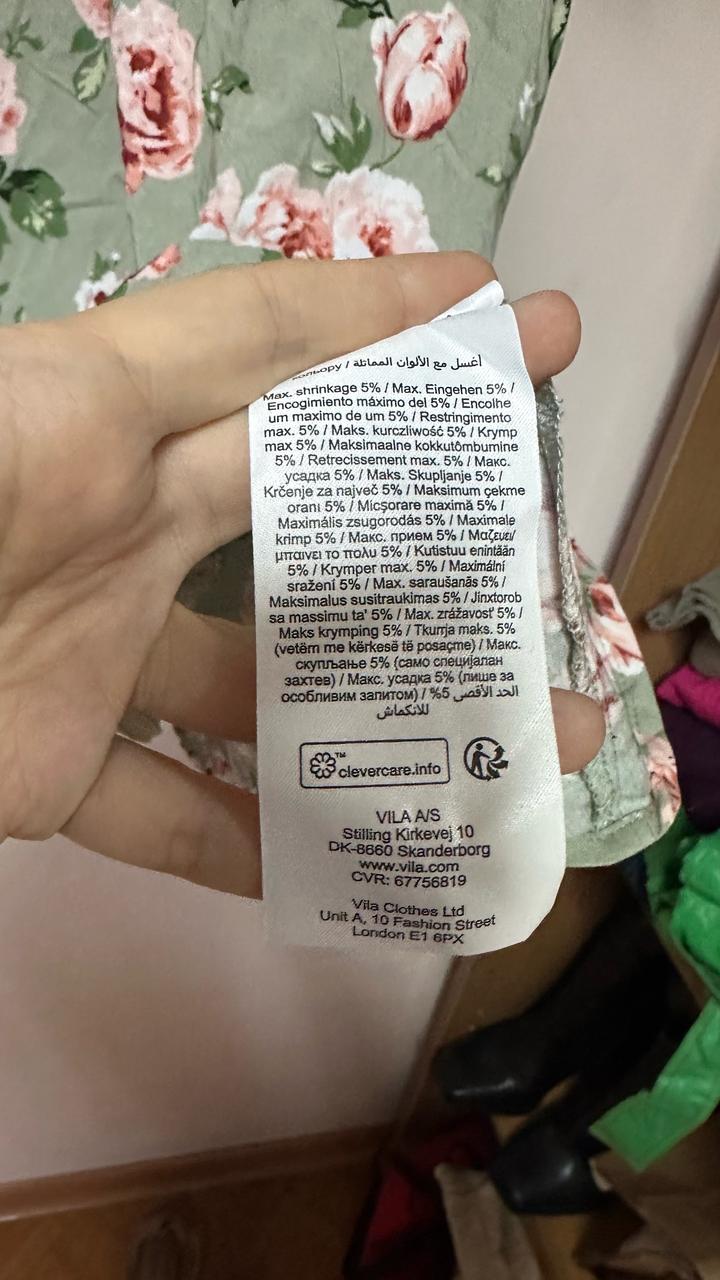 أغسل مع الألوان المماثلة /
Max. shrinkage 5% / Max. Eingehen 5% /
Encogimiento máximo del 5% / Encolhe
um maximo de um 5% / Restringimento
max. 5% / Maks. kurczliwość 5% / Krymp
max 5% / Maksimaalne kokkutõmbumine
5% / Retrecissement max. 5% / Макс.
усадка 5% / Maks. Skupljanje 5% /
Krčenje za največ 5% / Maksimum çekme
oranı 5% / Micșorare maximă 5% /
Maximális zsugorodás 5% / Maximale
krimp 5% / Макс. прием 5% / Μαζευει/
μπαινει το πολυ 5% / Kutistuu enintään
5% / Krymper max. 5% / Maximální
sražení 5% / Max. saraušanās 5% /
Maksimalus susitraukimas 5% / Jinxtorob
sa massimu ta' 5% / Max. zrážavosť 5% /
Maks krymping 5% / Tkurrja maks. 5%
(vetëm me kërkesë të posaçme) / Макс.
скупљање 5% (само специјалан
захтев) / Макс. усадка 5% (лише за
особливим запитом) / الحد الأقصى 5%
للانكماش
clevercare.info™
VILA A/S
Stilling Kirkevej 10
DK-8660 Skanderborg
www.vila.com
CVR: 67756819
Vila Clothes Ltd
Unit A, 10 Fashion Street
London E1 6PX